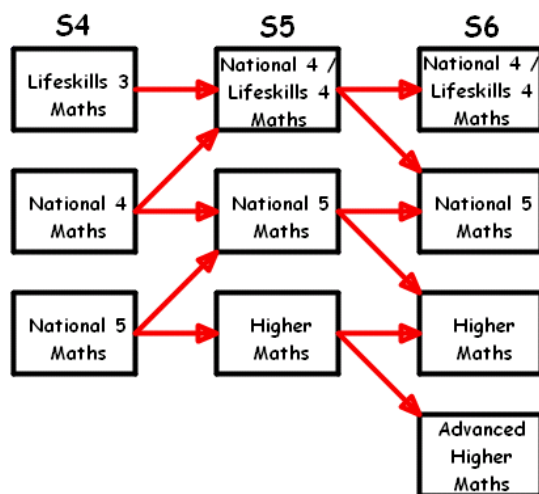 S4
S5
S6
Lifeskills 3
Maths
National 4 /
Lifeskills 4
Maths
National 4 /
Lifeskills 4
Maths
National 4
Maths
National 5
Maths
National 5
Maths
National 5
Maths
Higher
Maths
Higher
Maths
Advanced
Higher
Maths